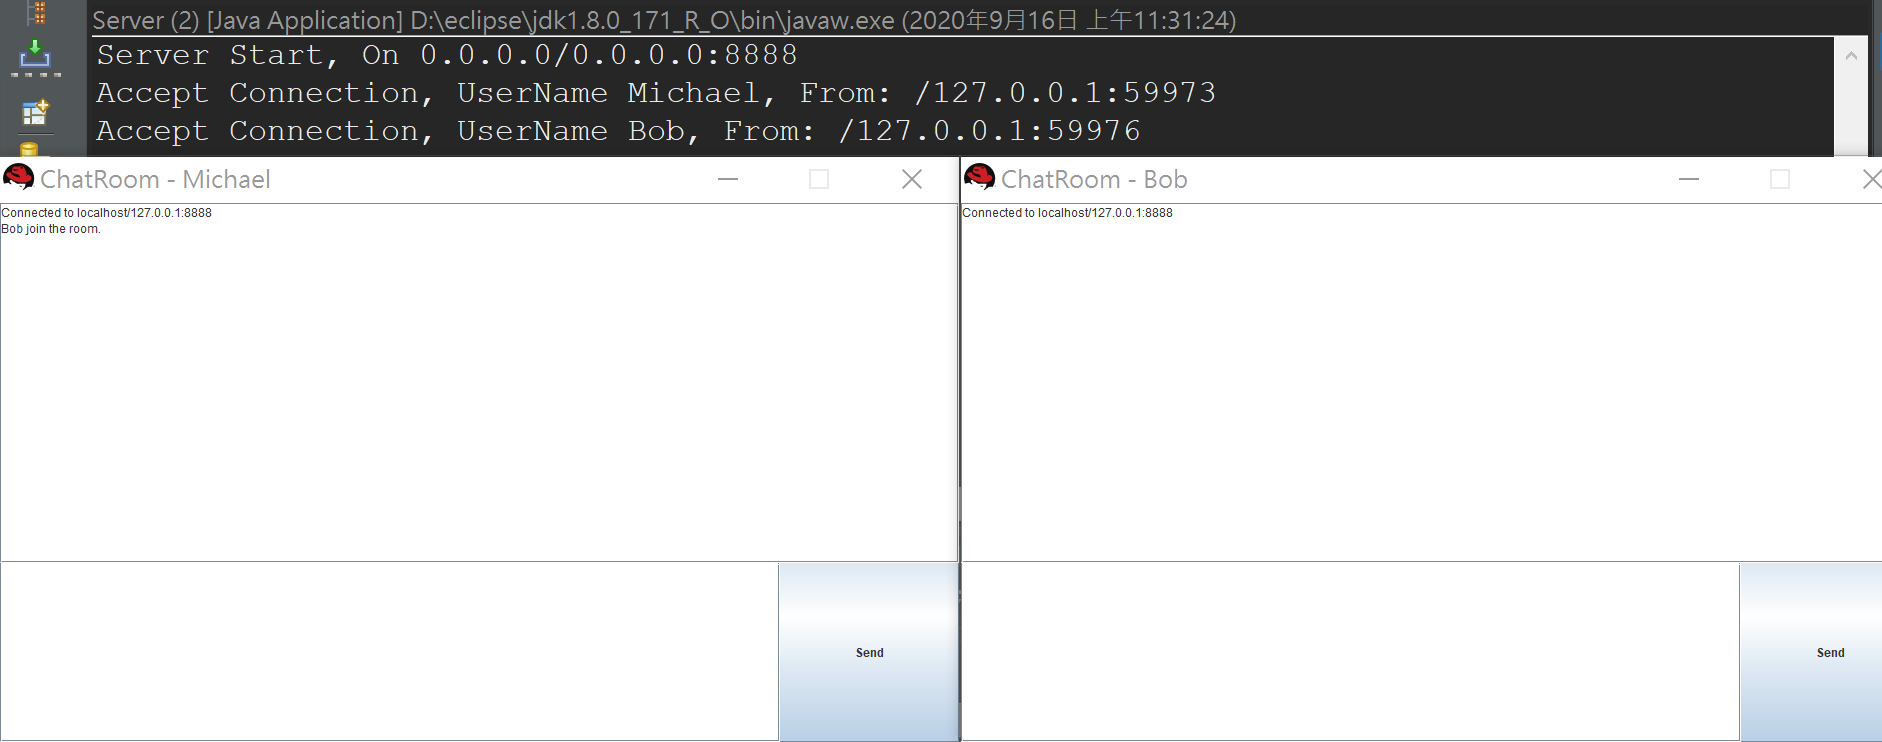 Server (2) [Java Application] D:\eclipse\jdk1.8.0_171_R_O\bin\javaw.exe (2020年9月16日 上午11:31:24)
Server Start, On 0.0.0.0/0.0.0.0:8888
Accept Connection, UserName Michael, From: /127.0.0.1:59973
Accept Connection, UserName Bob, From: /127.0.0.1:59976
ChatRoom - Michael
Connected to localhost/127.0.0.1:8888
Bob join the room.
Send
ChatRoom - Bob
Connected to localhost/127.0.0.1:8888
Send